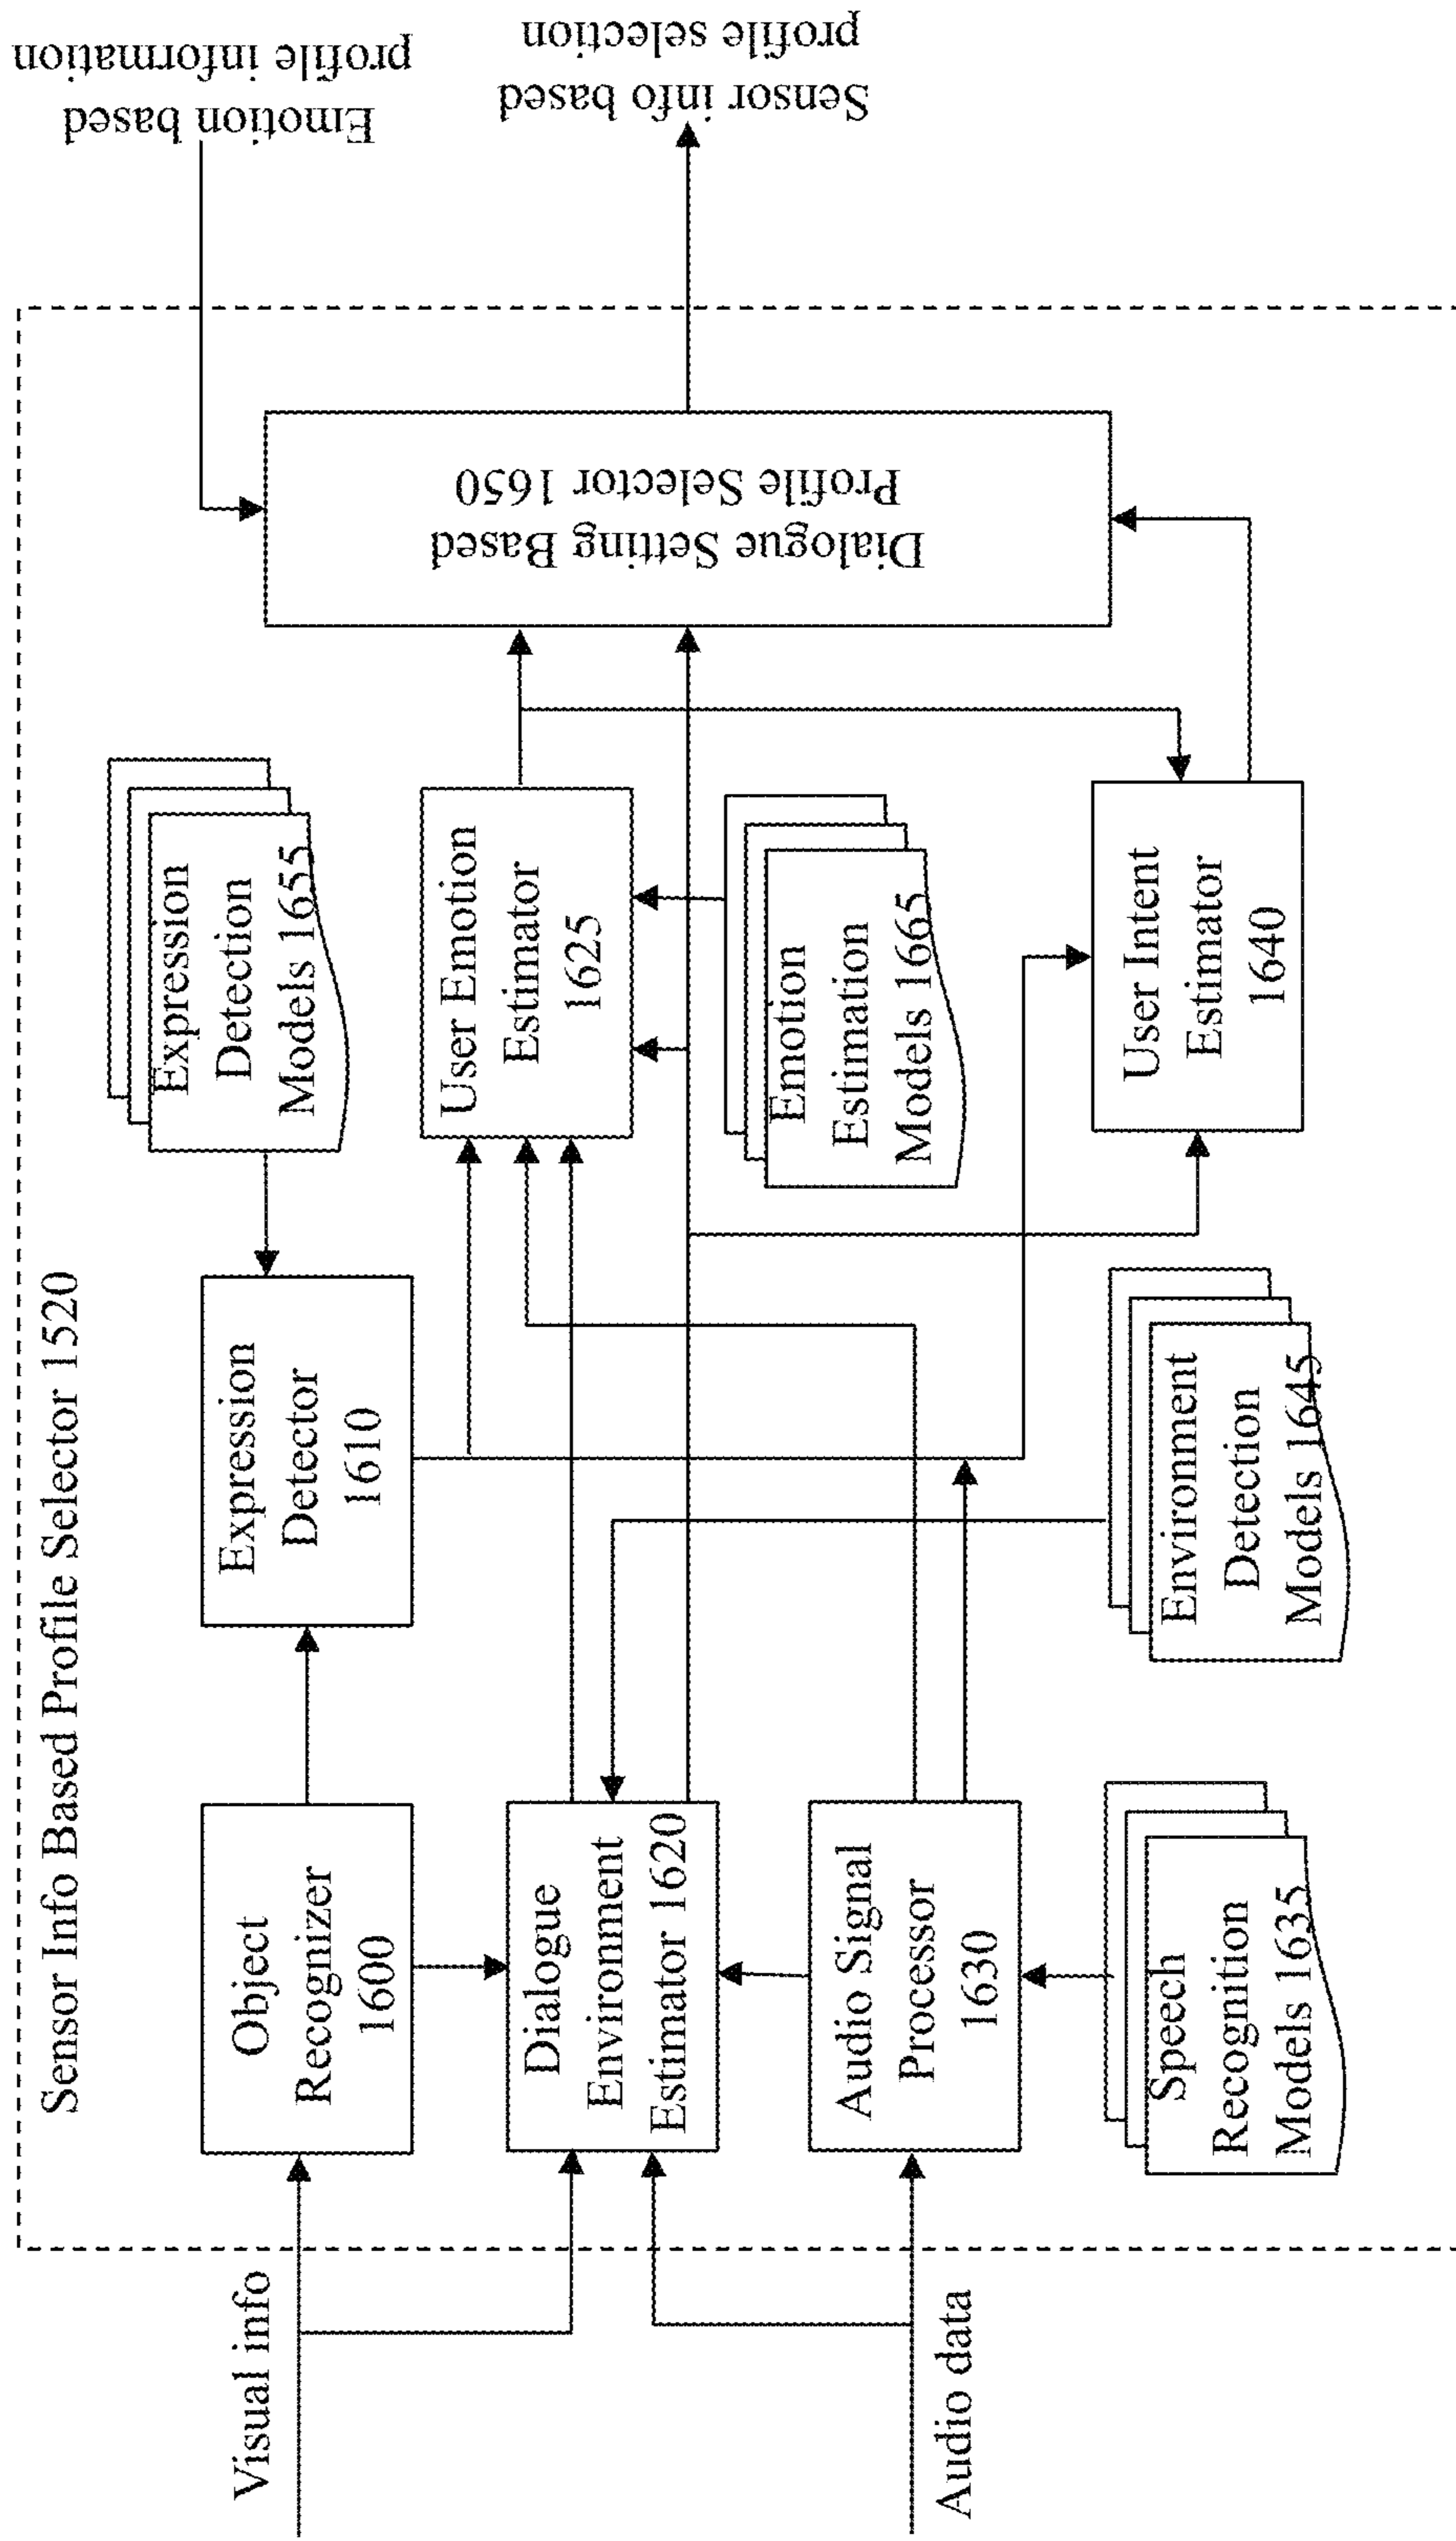 Sensor Info Based Profile Selector 1520
Visual info
Audio data
Object
Recognizer
1600
Expression
Detector
1610
Expression
Detection
Models 1655
Dialogue
Environment
Estimator 1620
User Emotion
Estimator
1625
Audio Signal
Processor
1630
Emotion
Estimation
Models 1665
Speech
Recognition
Models 1635
Environment
Detection
Models 1645
User Intent
Estimator
1640
Dialogue Setting Based
Profile Selector 1650
Emotion based
profile information
Sensor info based
profile selection